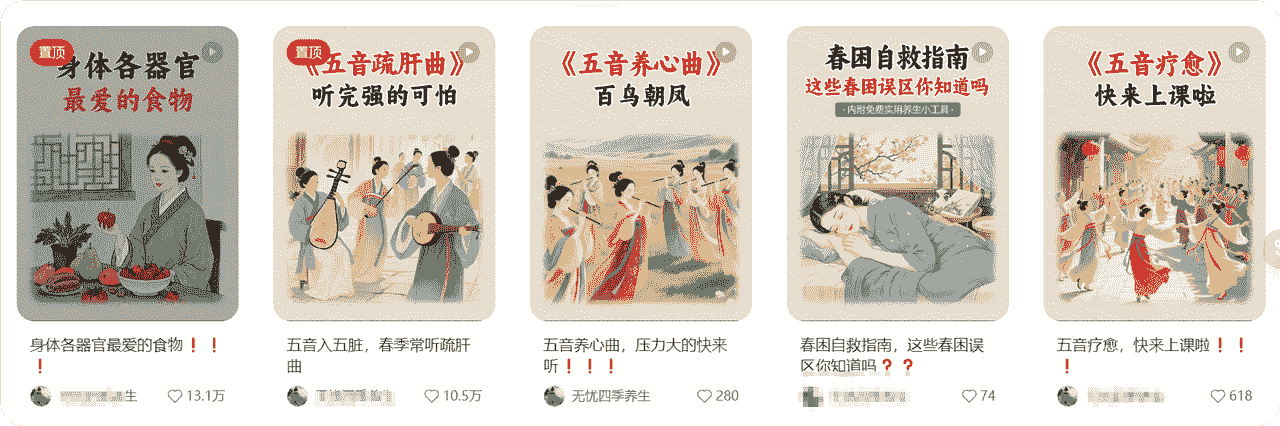 置顶
身体各器官
最爱的食物
身体各器官最爱的食物❗❗
❗
生
13.1万
置顶
《五音疏肝曲》
听完强的可怕
五音入五脏，春季常听疏肝
曲
10.5万
《五音养心曲》
百鸟朝凤
五音养心曲，压力大的快来
听❗❗❗
无忧四季养生
280
春困自救指南
这些春困误区你知道吗
·内附免费实用养生小工具·
春困自救指南，这些春困误
区你知道吗❓❓
74
《五音疗愈》
快来上课啦
五音疗愈，快来上课啦❗❗
❗
618